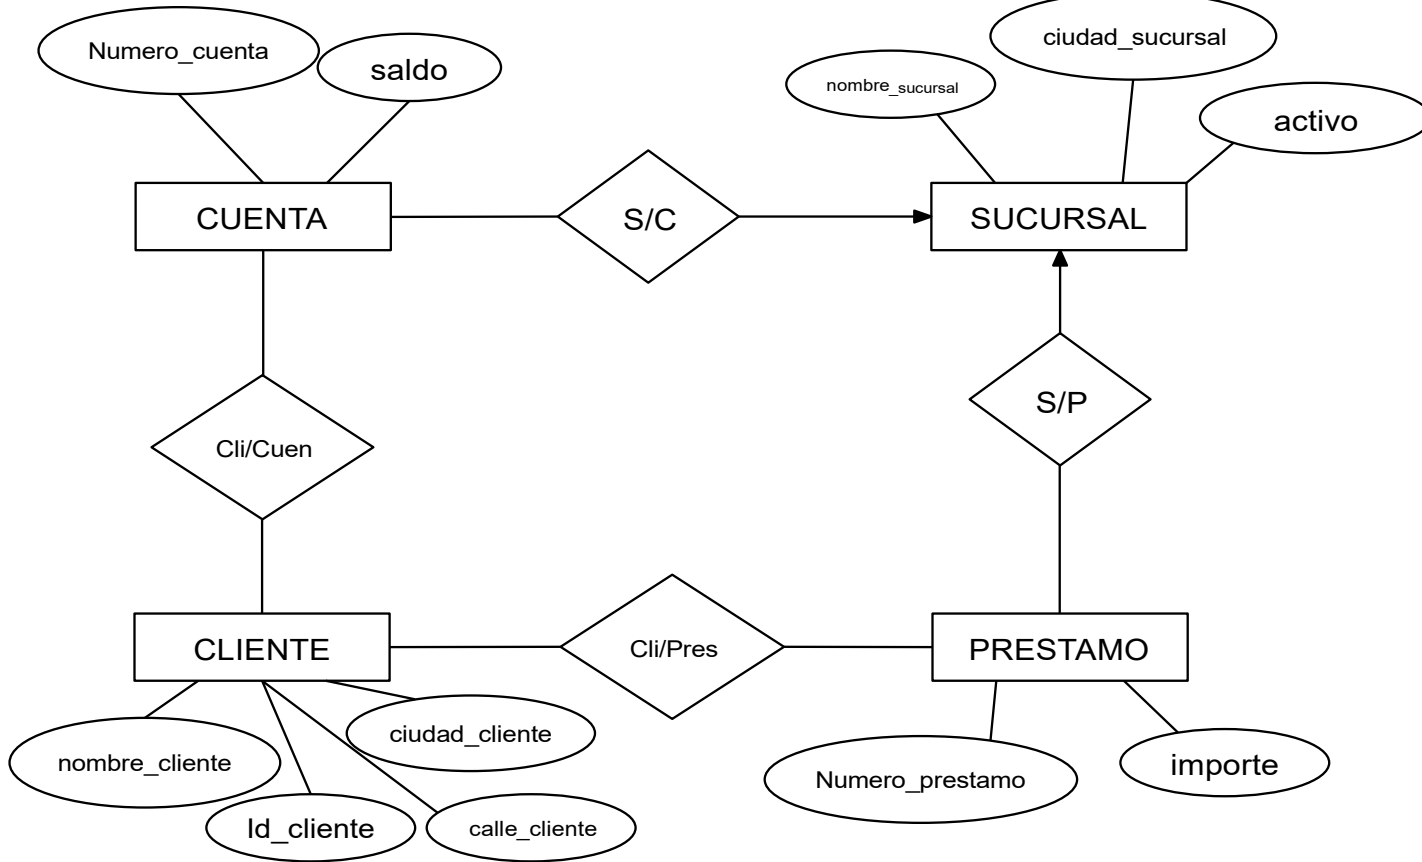 Numero_cuenta
saldo
nombre_sucursal
ciudad_sucursal
activo
CUENTA
S/C
SUCURSAL
Cli/Cuen
S/P
CLIENTE
Cli/Pres
PRESTAMO
nombre_cliente
ciudad_cliente
Id_cliente
calle_cliente
Numero_prestamo
importe